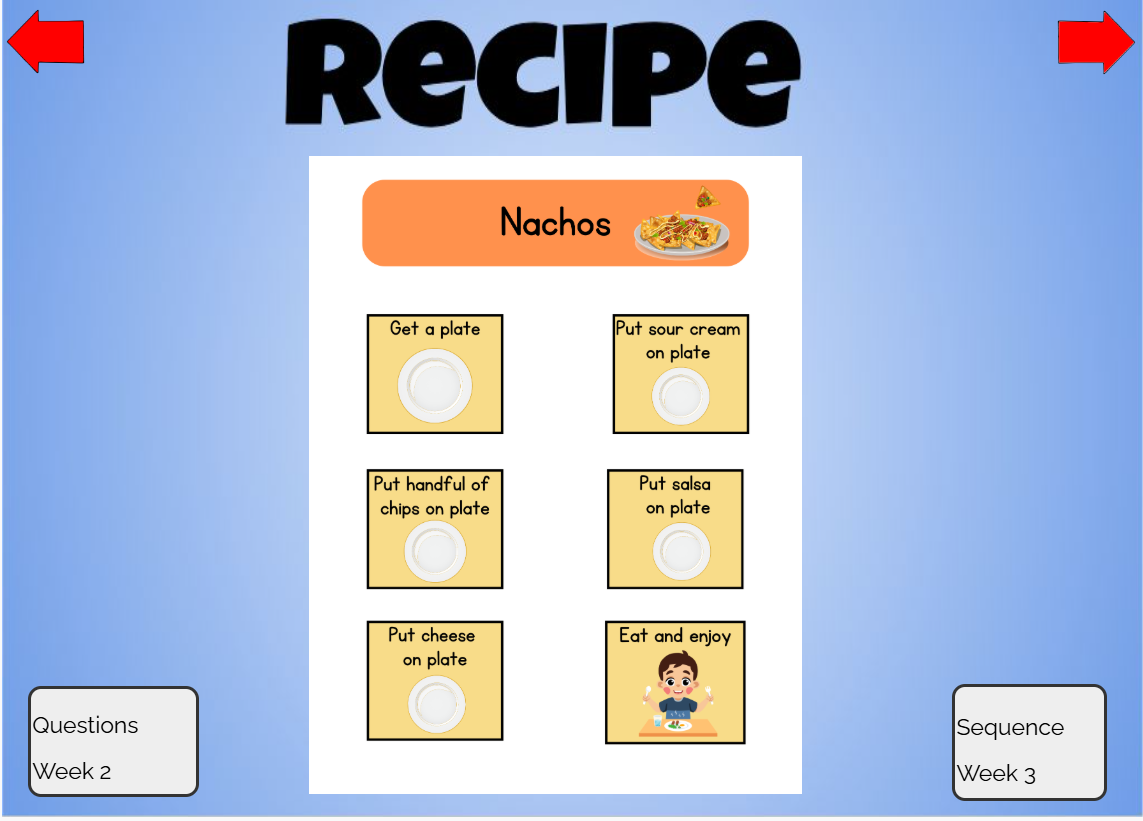 RECIPE
Nachos
Get a plate
Put handful of
chips on plate
Put cheese
on plate
Put sour cream
on plate
Put salsa
on plate
Eat and enjoy
Questions
Week 2
Sequence
Week 3